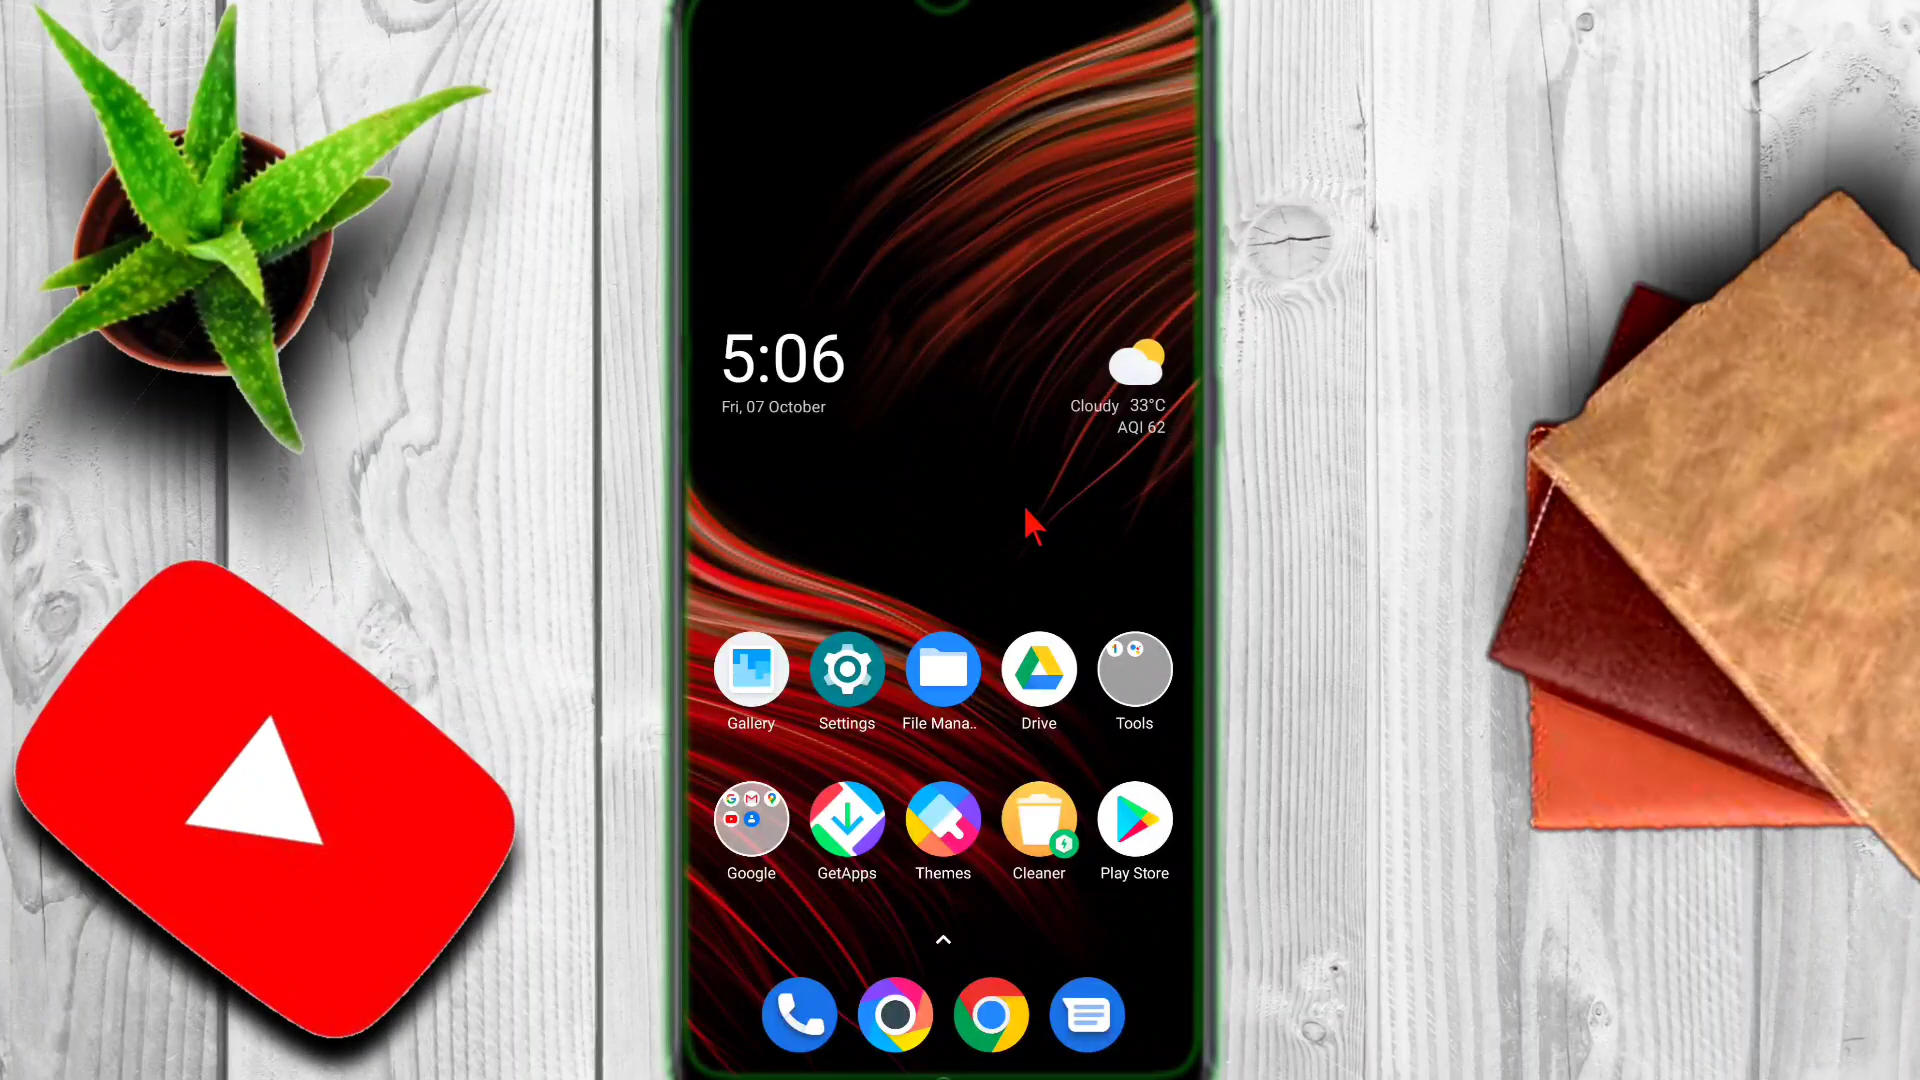 5:06
Fri, 07 October
Cloudy 33°C
AQI 62
Gallery
Settings
File Mana..
Drive
Tools
Google
GetApps
Themes
Cleaner
Play Store